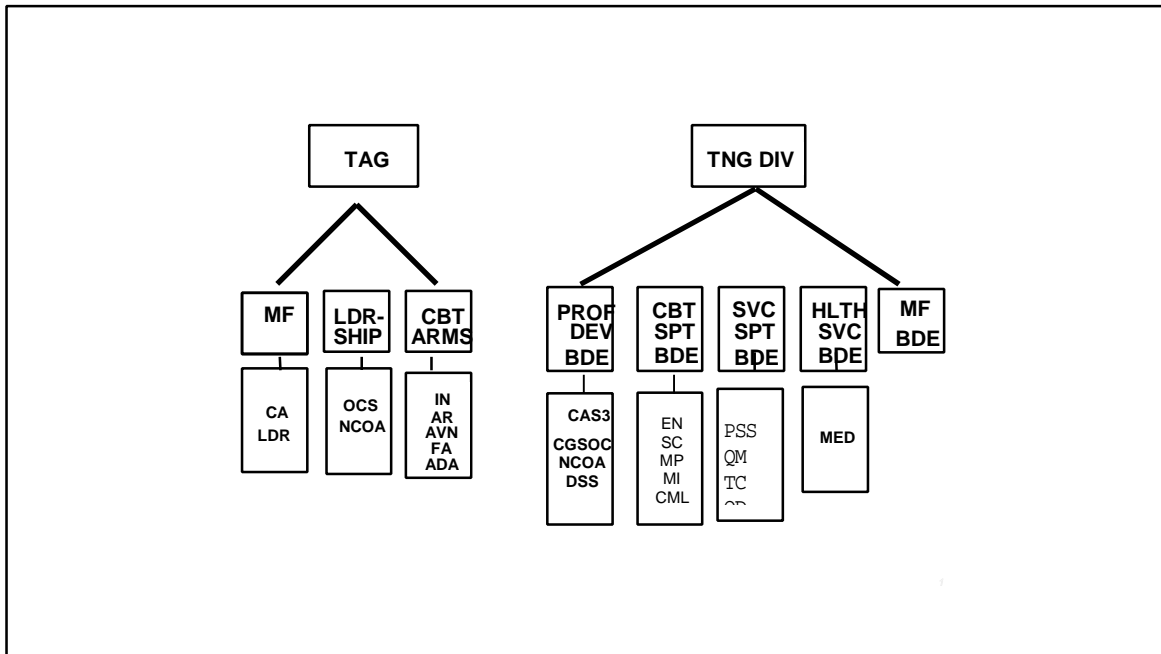 TAG
TNG DIV
MF
LDR-
SHIP
CBT
ARMS
PROF
DEV
BDE
CBT
SPT
BDE
SVC
SPT
BDE
HLTH
SVC
BDE
MF
BDE
CA
LDR
OCS
NCOA
IN
AR
AVN
FA
ADA
CAS3
CGSOC
NCOA
DSS
EN
SC
MP
MI
CML
PSS
QM
TC
MED